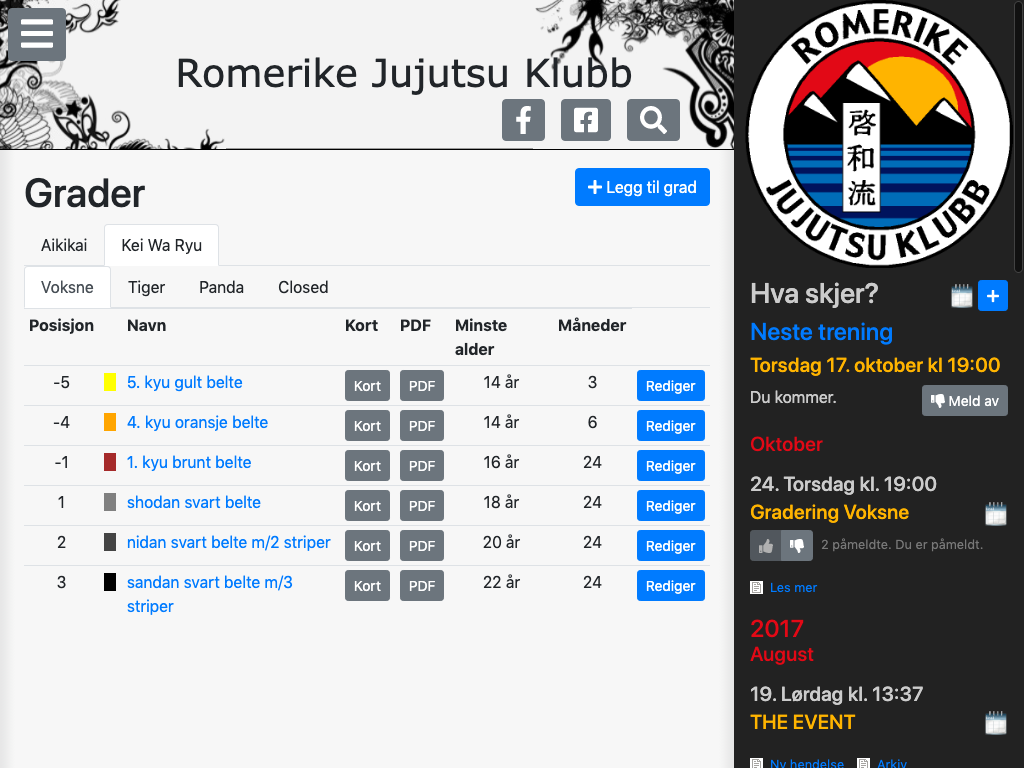 Romerike Jujutsu Klubb
Grader
Legg til grad
Aikikai
Kei Wa Ryu
Voksne
Tiger
Panda
Closed
Posisjon Navn Kort PDF Minste alder Måneder
-5 5. kyu gult belte Kort PDF 14 år 3 Rediger
-4 4. kyu oransje belte Kort PDF 14 år 6 Rediger
-1 1. kyu brunt belte Kort PDF 16 år 24 Rediger
1 shodan svart belte Kort PDF 18 år 24 Rediger
2 nidan svart belte m/2 striper Kort PDF 20 år 24 Rediger
3 sandan svart belte m/3 striper Kort PDF 22 år 24 Rediger
ROMERIKE
啓和流
JUJUTSU KLUBB
Hva skjer?
Neste trening
Torsdag 17. oktober kl 19:00
Du kommer.
Meld av
Oktober
24. Torsdag kl. 19:00
Gradering Voksne
2 påmeldte. Du er påmeldt.
Les mer
2017
August
19. Lørdag kl. 13:37
THE EVENT
Ny hendelse Arkiv